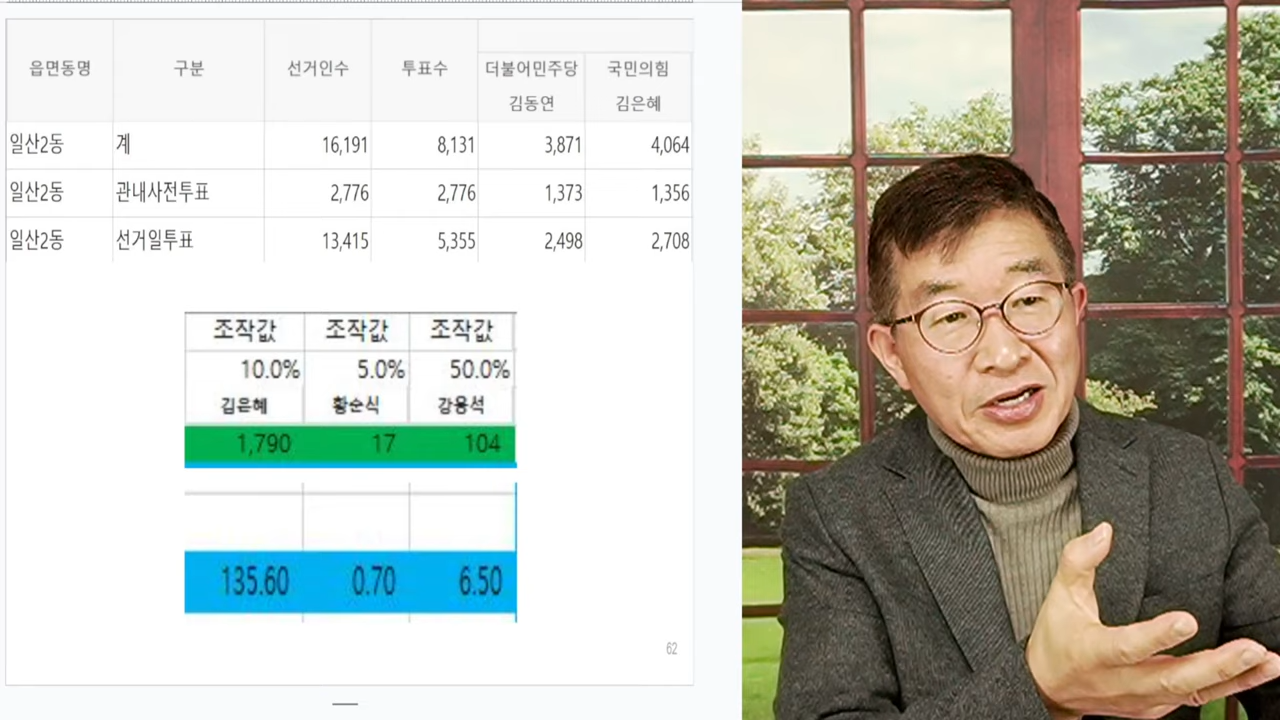 읍면동명 구분 선거인수 투표수 더불어민주당 국민의힘
김동연 김은혜
일산2동 계 16,191 8,131 3,871 4,064
일산2동 관내사전투표 2,776 2,776 1,373 1,356
일산2동 선거일투표 13,415 5,355 2,498 2,708
조작값 조작값 조작값
10.0% 5.0% 50.0%
김은혜 황순식 강용석
1,790 17 104
135.60 0.70 6.50
62